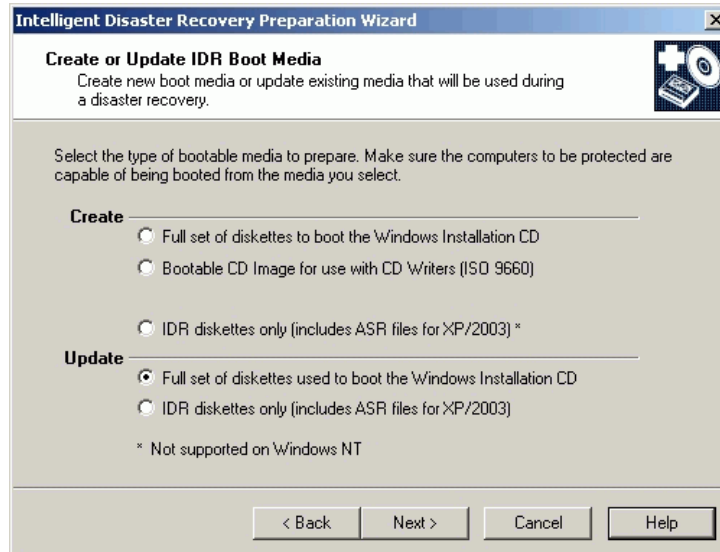 Intelligent Disaster Recovery Preparation Wizard
Create or Update IDR Boot Media
Create new boot media or update existing media that will be used during
a disaster recovery.
Select the type of bootable media to prepare. Make sure the computers to be protected are
capable of being booted from the media you select.
Create
Full set of diskettes to boot the Windows Installation CD
Bootable CD Image for use with CD Writers (ISO 9660)
IDR diskettes only (includes ASR files for XP/2003) *
Update
Full set of diskettes used to boot the Windows Installation CD
IDR diskettes only (includes ASR files for XP/2003)
* Not supported on Windows NT
< Back Next > Cancel Help